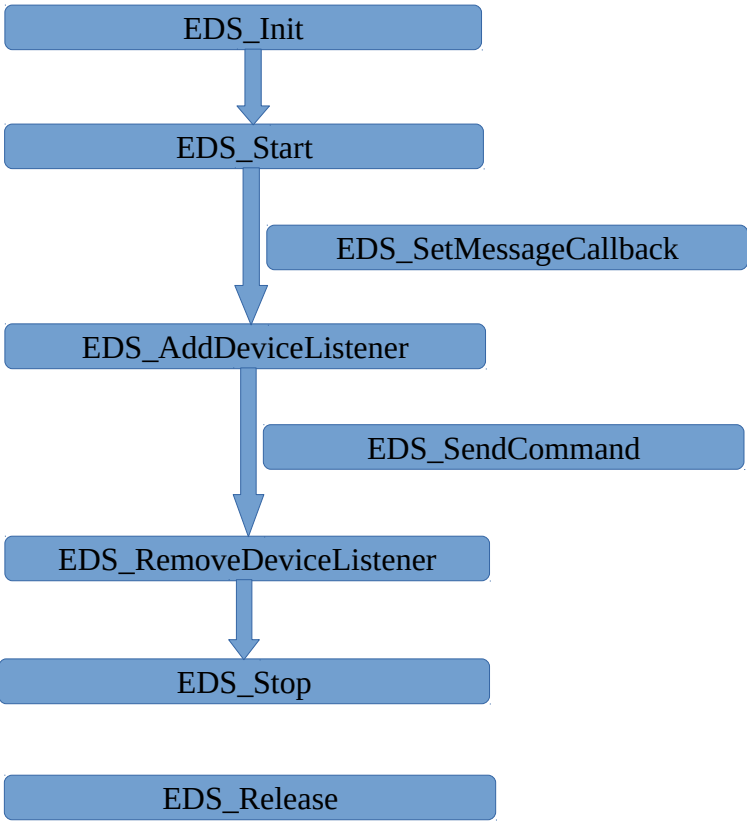 EDS_Init
EDS_Start
EDS_SetMessageCallback
EDS_AddDeviceListener
EDS_SendCommand
EDS_RemoveDeviceListener
EDS_Stop
EDS_Release